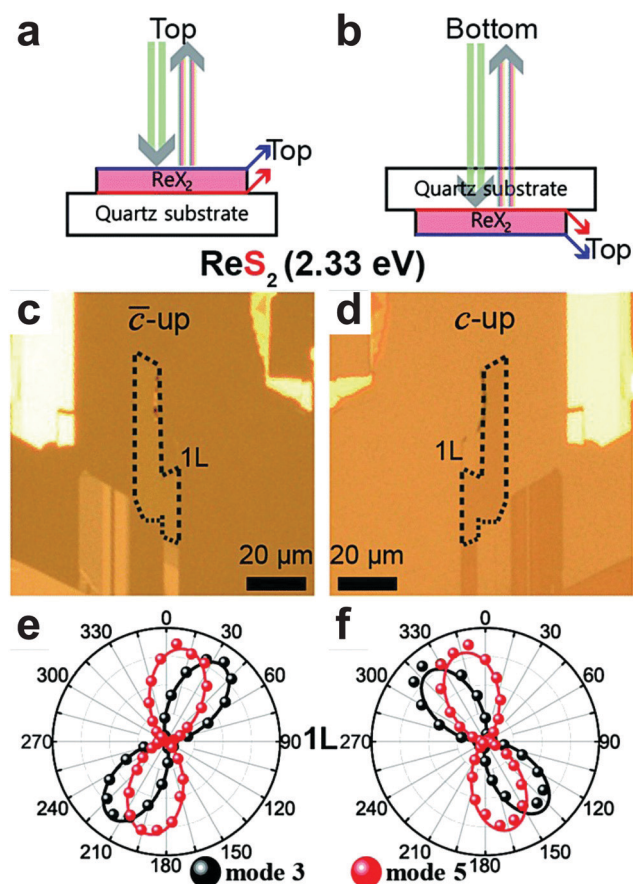 a
b
Top
Bottom
Top
ReX₂
Quartz substrate
Quartz substrate
ReX₂
Top
ReS₂ (2.33 eV)
c
d
c̅-up
c-up
1L
1L
20 µm
20 µm
e
f
0
30
60
90
120
150
180
210
240
270
300
330
1L
0
30
60
90
120
150
180
210
240
270
300
330
mode 3
mode 5